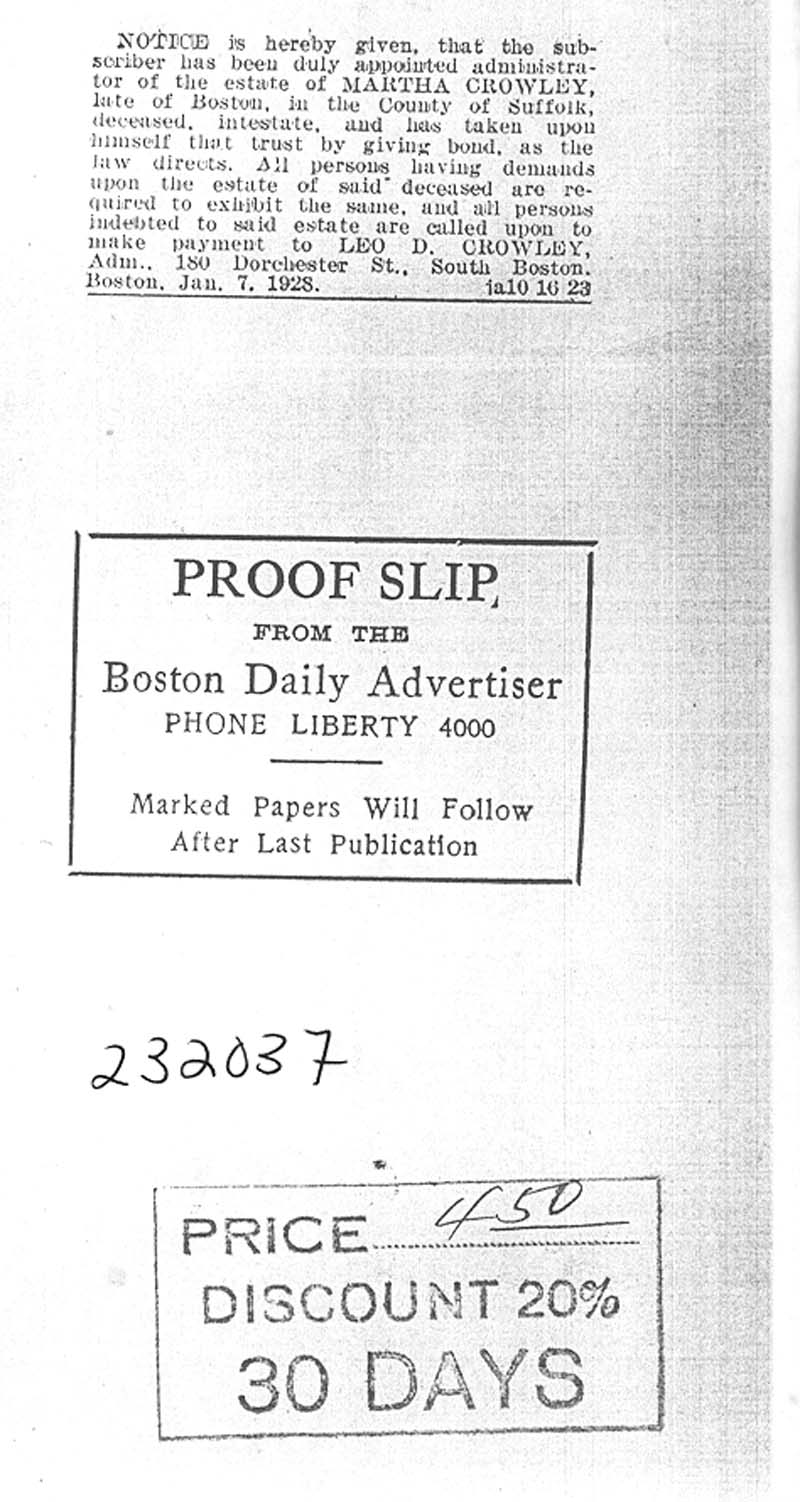 NOTICE is hereby given, that the sub-
scriber has been duly appointed administra-
tor of the estate of MARTHA CROWLEY,
late of Boston, in the County of Suffolk,
deceased, intestate, and has taken upon
himself that trust by giving bond, as the
law directs. All persons having demands
upon the estate of said deceased are re-
quired to exhibit the same, and all persons
indebted to said estate are called upon to
make payment to LEO D. CROWLEY,
Adm., 180 Dorchester St., South Boston.
Boston, Jan. 7, 1928. ja10 16 23
PROOF SLIP
FROM THE
Boston Daily Advertiser
PHONE LIBERTY 4000
Marked Papers Will Follow
After Last Publication
232037
PRICE 450
DISCOUNT 20%
30 DAYS